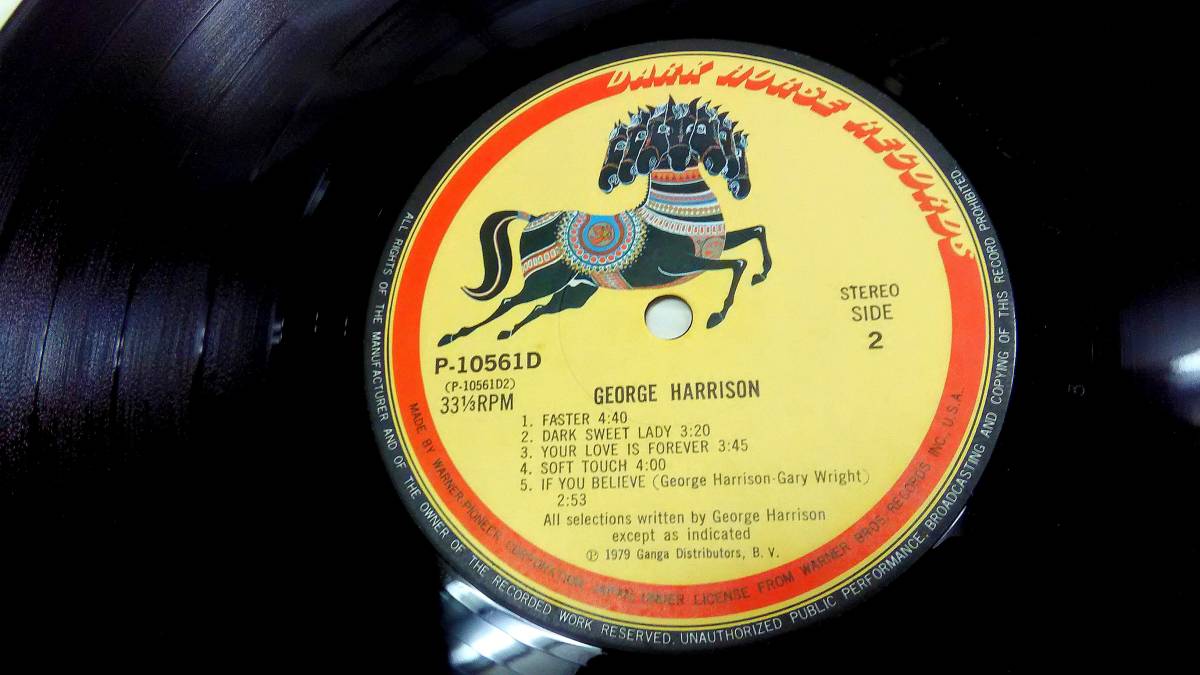 DARK HORSE RECORDS
STEREO
SIDE
2
P-10561D
(P-10561D2)
33⅓RPM
GEORGE HARRISON
1. FASTER 4:40
2. DARK SWEET LADY 3:20
3. YOUR LOVE IS FOREVER 3:45
4. SOFT TOUCH 4:00
5. IF YOU BELIEVE (George Harrison-Gary Wright)
2:53
All selections written by George Harrison
except as indicated
℗ 1979 Ganga Distributors, B. V.
MADE BY WARNER-PIONEER CORPORATION, JAPAN, UNDER LICENSE FROM WARNER BROS. RECORDS INC., U.S.A.
ALL RIGHTS OF THE MANUFACTURER AND OF THE OWNER OF THE RECORDED WORK RESERVED. UNAUTHORIZED PUBLIC PERFORMANCE, BROADCASTING AND COPYING OF THIS RECORD PROHIBITED.